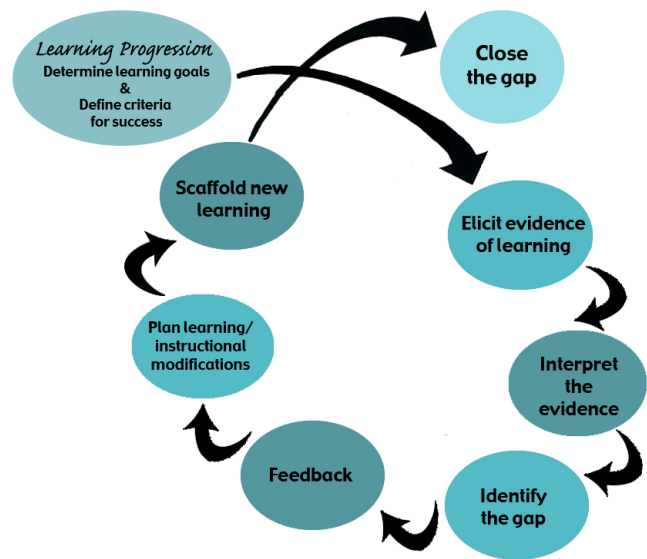 Learning Progression
Determine learning goals
&
Define criteria
for success
Close
the gap
Scaffold new
learning
Elicit evidence
of learning
Plan learning/
instructional
modifications
Interpret
the
evidence
Feedback
Identify
the gap